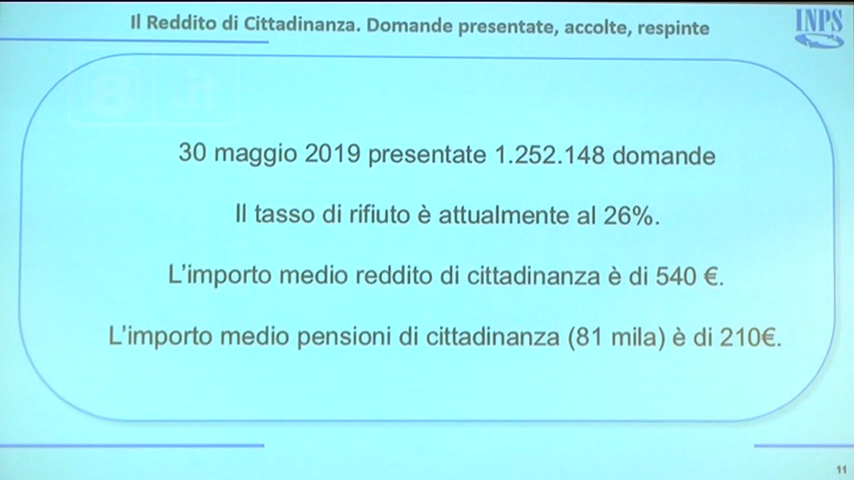 Il Reddito di Cittadinanza. Domande presentate, accolte, respinte
INPS
8 .it
30 maggio 2019 presentate 1.252.148 domande
Il tasso di rifiuto è attualmente al 26%.
L'importo medio reddito di cittadinanza è di 540 €.
L'importo medio pensioni di cittadinanza (81 mila) è di 210€.
11